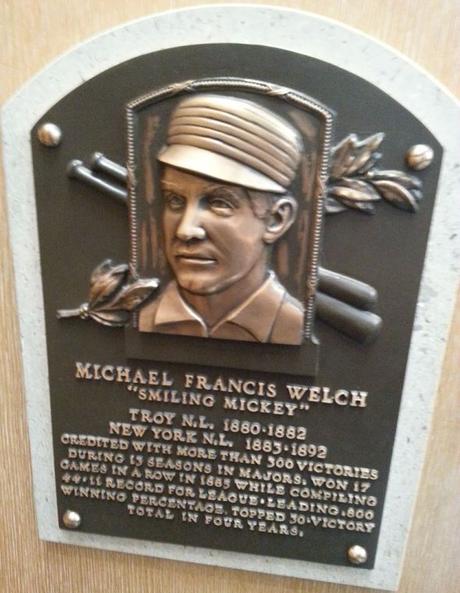 MICHAEL FRANCIS WELCH
"SMILING MICKEY"
TROY N.L. 1880-1882
NEW YORK N.L. 1883-1892
CREDITED WITH MORE THAN 300 VICTORIES
DURING 13 SEASONS IN MAJORS. WON 17
GAMES IN A ROW IN 1885 WHILE COMPILING
44-11 RECORD FOR LEAGUE-LEADING .800
WINNING PERCENTAGE. TOPPED 30-VICTORY
TOTAL IN FOUR YEARS.